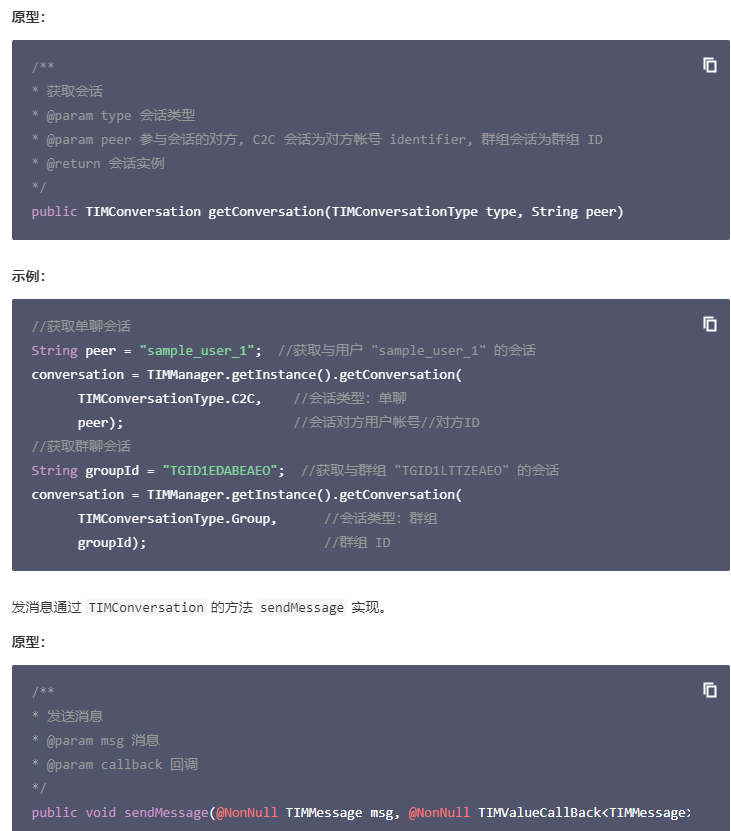 原型：
/**
* 获取会话
* @param type 会话类型
* @param peer 参与会话的对方, C2C 会话为对方帐号 identifier, 群组会话为群组 ID
* @return 会话实例
*/
public TIMConversation getConversation(TIMConversationType type, String peer)
示例：
//获取单聊会话
String peer = "sample_user_1";  //获取与用户 "sample_user_1" 的会话
conversation = TIMManager.getInstance().getConversation(
      TIMConversationType.C2C,    //会话类型：单聊
      peer);                      //会话对方用户帐号//对方ID
//获取群聊会话
String groupId = "TGID1EDABEAEO";  //获取与群组 "TGID1LTTZEAEO" 的会话
conversation = TIMManager.getInstance().getConversation(
      TIMConversationType.Group,      //会话类型：群组
      groupId);                       //群组 ID
发消息通过 TIMConversation 的方法 sendMessage 实现。
原型：
/**
* 发送消息
* @param msg 消息
* @param callback 回调
*/
public void sendMessage(@NonNull TIMMessage msg, @NonNull TIMValueCallBack<TIMMessage>